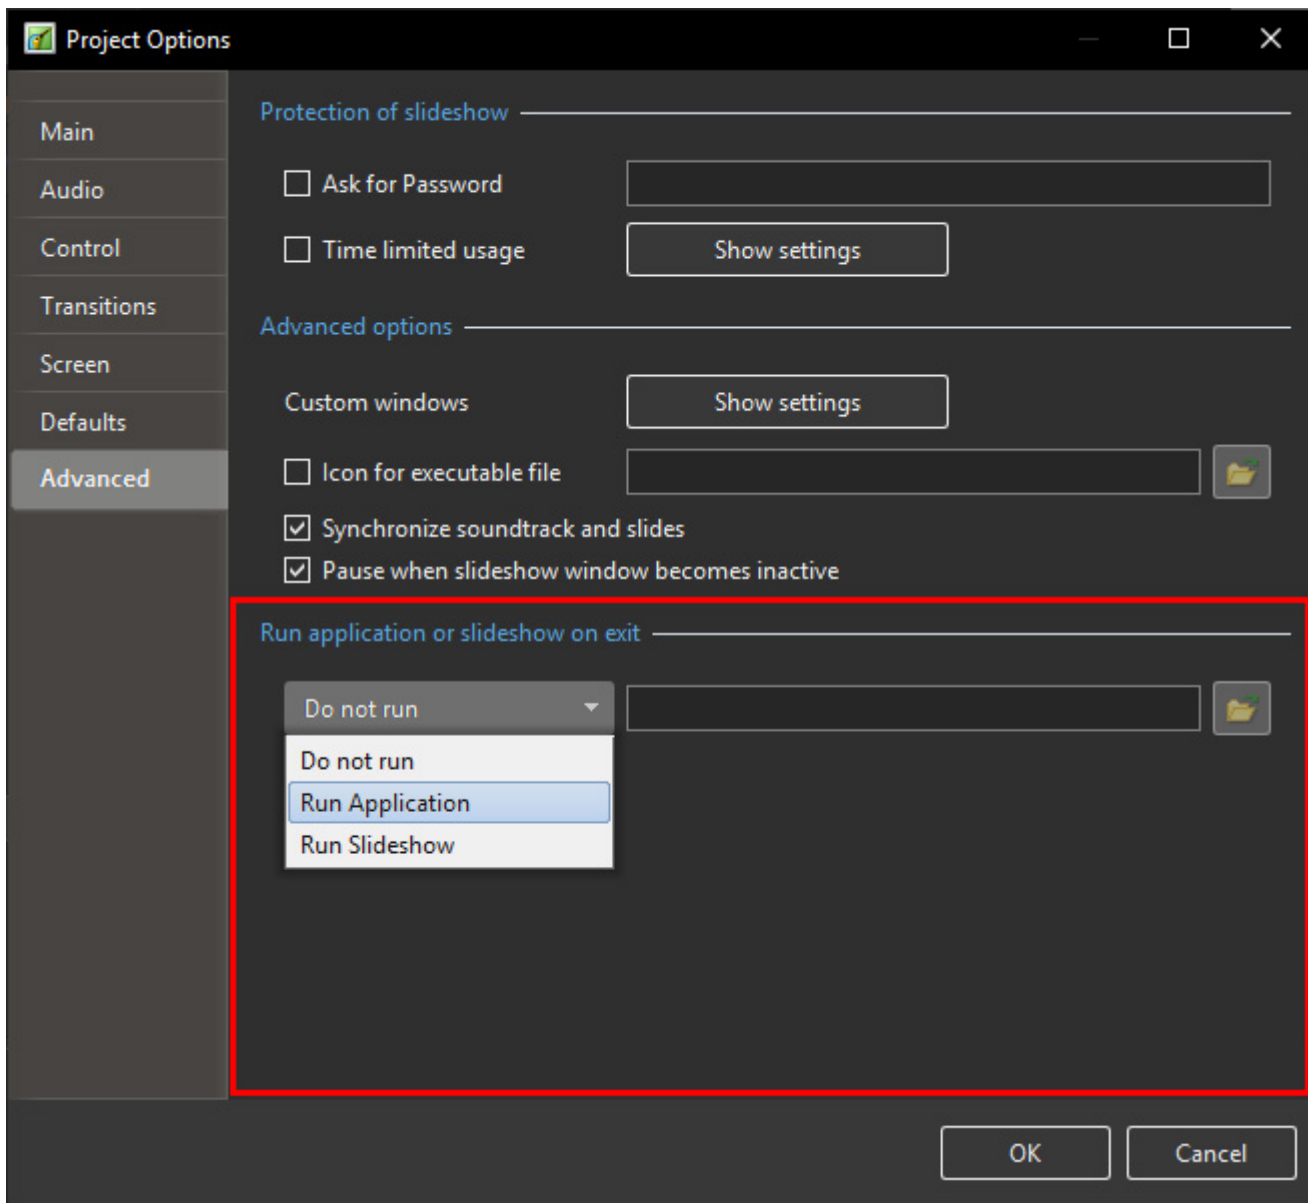 Project Options
Main
Audio
Control
Transitions
Screen
Defaults
Advanced
Protection of slideshow
Ask for Password
Time limited usage Show settings
Advanced options
Custom windows Show settings
Icon for executable file
Synchronize soundtrack and slides
Pause when slideshow window becomes inactive
Run application or slideshow on exit
Do not run
Do not run
Run Application
Run Slideshow
OK Cancel